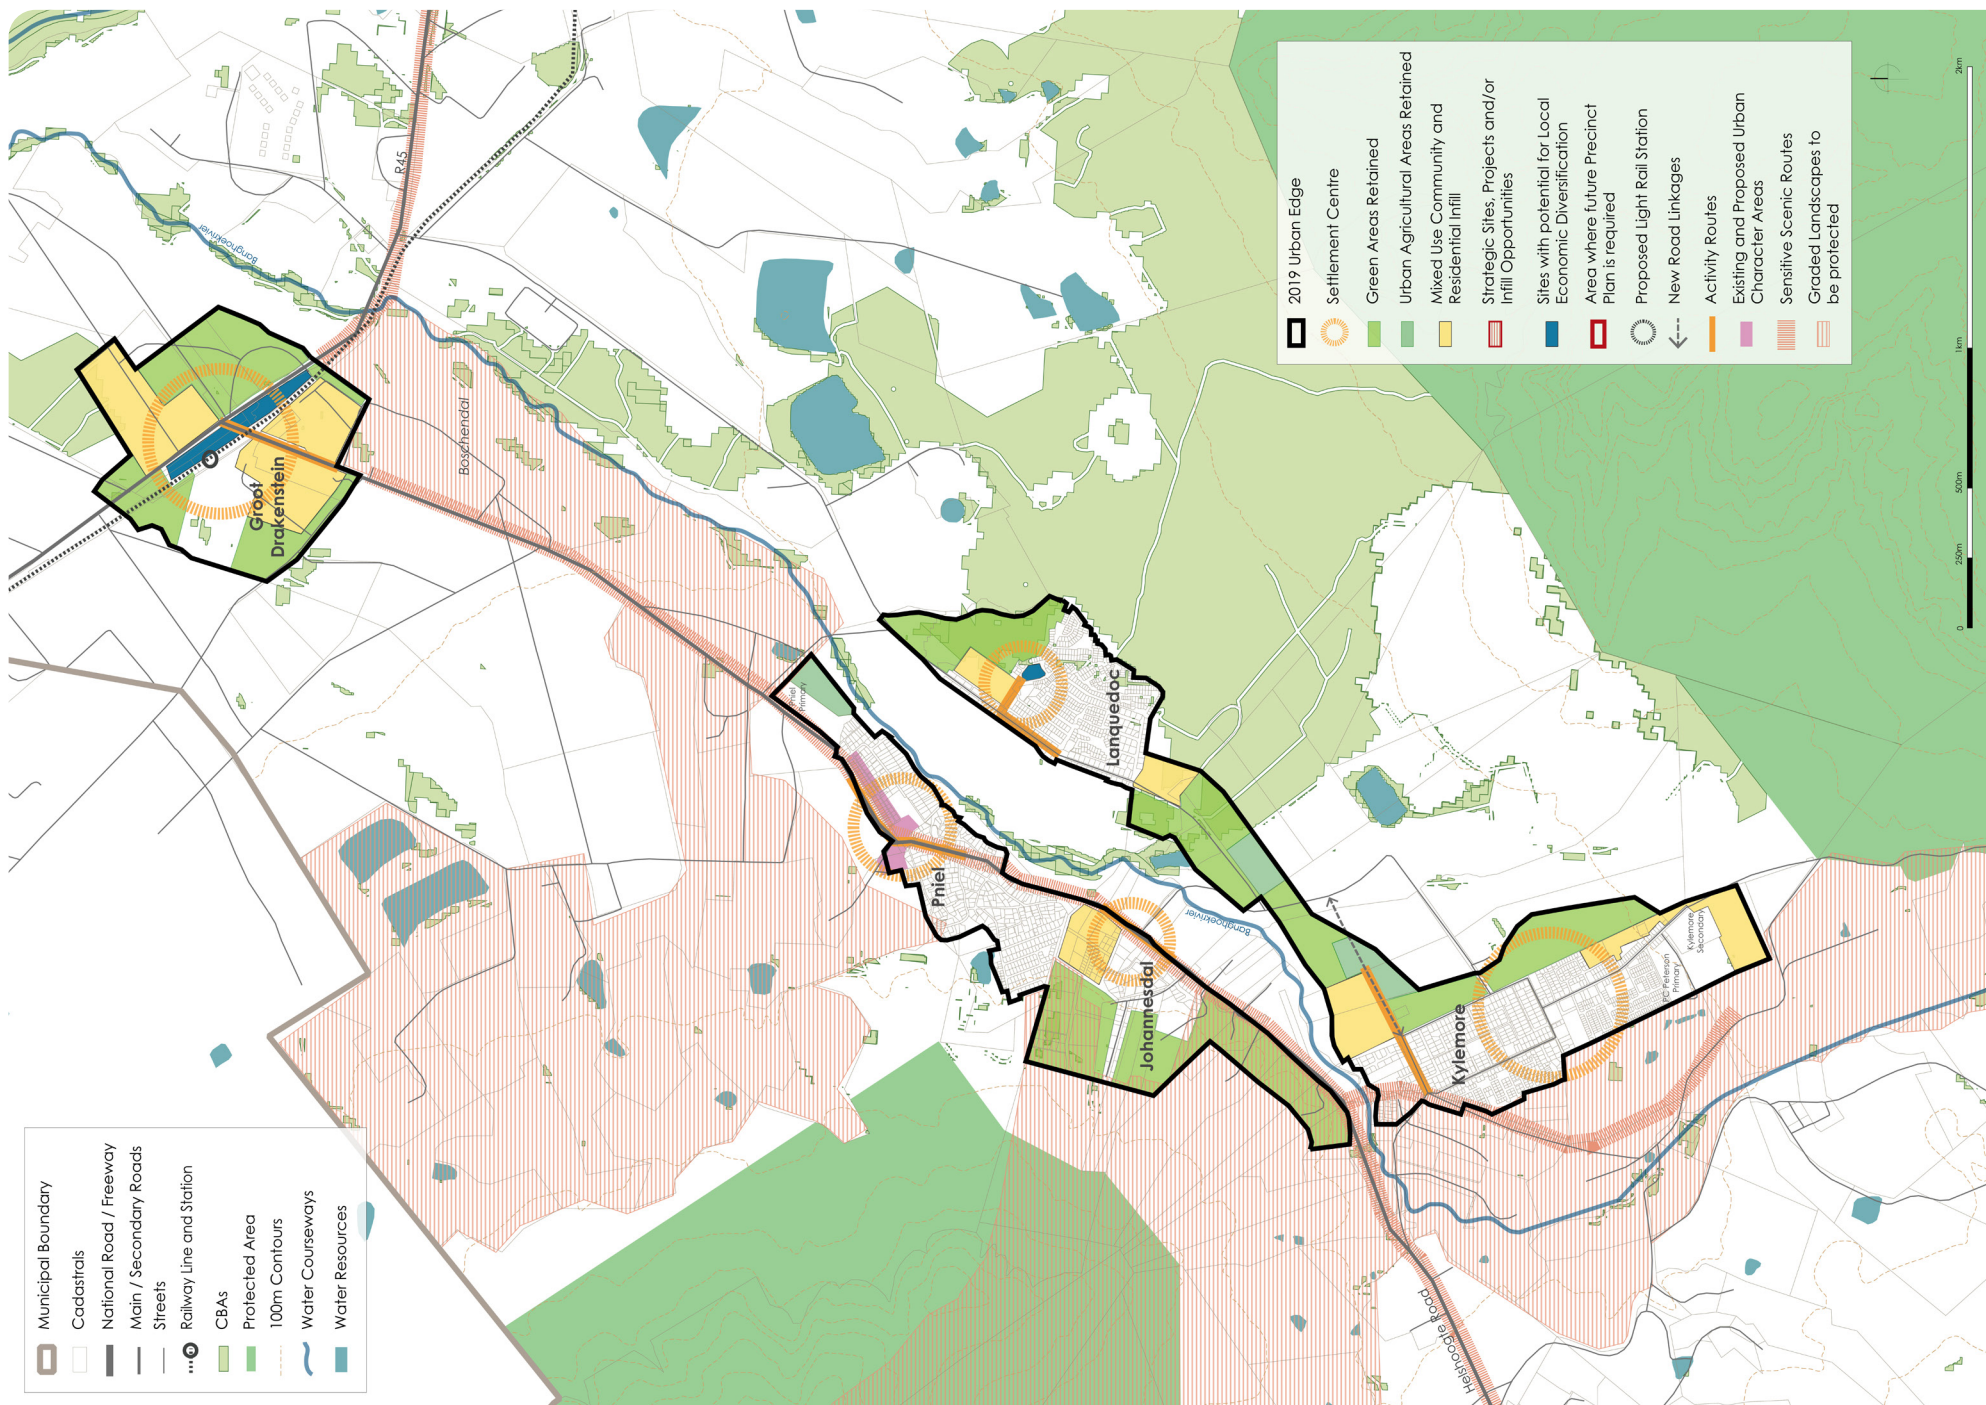 2019 Urban Edge
Settlement Centre
Green Areas Retained
Urban Agricultural Areas Retained
Mixed Use Community and
Residential Infill
Strategic Sites, Projects and/or
Infill Opportunities
Sites with potential for Local
Economic Diversification
Area where future Precinct
Plan is required
Proposed Light Rail Station
New Road Linkages
Activity Routes
Existing and Proposed Urban
Character Areas
Sensitive Scenic Routes
Graded Landscapes to
be protected
Municipal Boundary
Cadastrals
National Road / Freeway
Main / Secondary Roads
Streets
Railway Line and Station
CBAs
Protected Area
100m Contours
Water Courseways
Water Resources
R45
Banghoekrivier
Boschendal
Groot
Drakenstein
Pniel
Primary
Lanquedoc
Pniel
Johannesdal
Banghoekrivier
Kylemore
PC Peterson
Primary
Kylemore
Secondary
Helshoogte Road
0
250m
500m
1km
2km